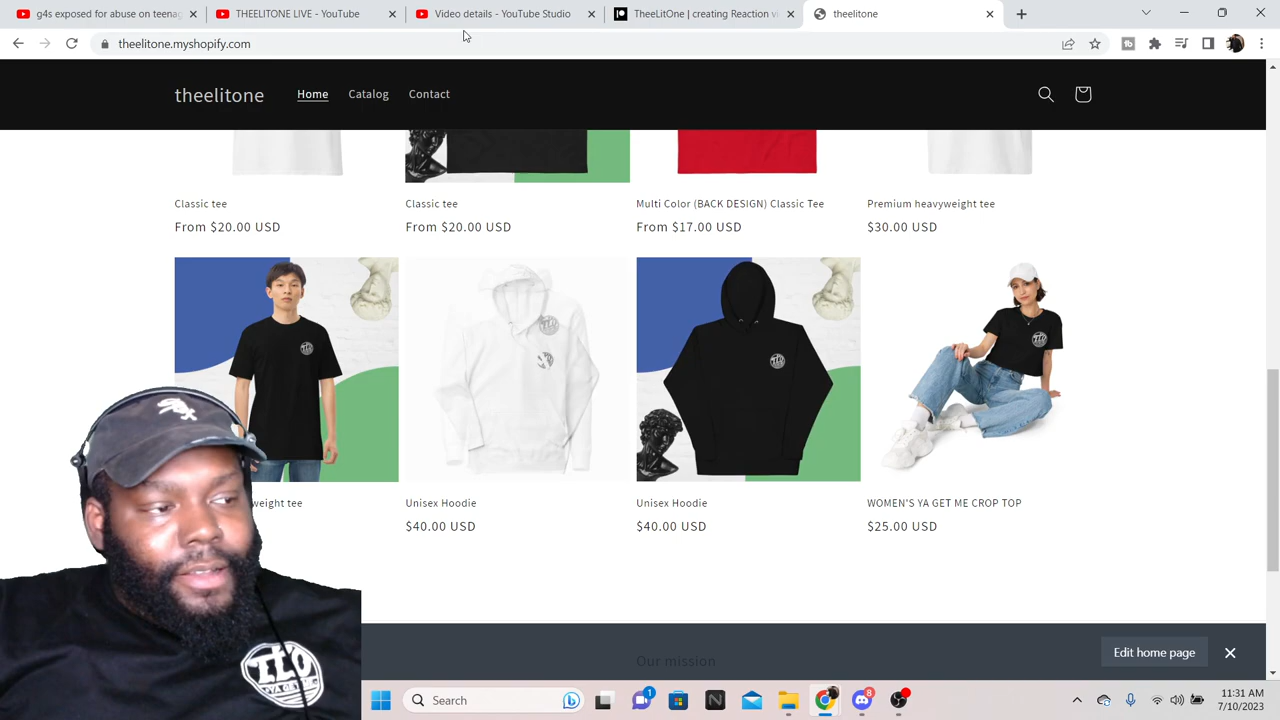 g4s exposed for abuse on teenag
THEELITONE LIVE - YouTube
Video details - YouTube Studio
TheeLitOne | creating Reaction vi
theelitone
theelitone.myshopify.com
theelitone
Home
Catalog
Contact
Classic tee
Classic tee
Multi Color (BACK DESIGN) Classic Tee
Premium heavyweight tee
From $20.00 USD
From $20.00 USD
From $17.00 USD
$30.00 USD
weight tee
Unisex Hoodie
Unisex Hoodie
WOMEN'S YA GET ME CROP TOP
$40.00 USD
$40.00 USD
$25.00 USD
Our mission
Edit home page
TLO
Search
1
8
11:31 AM
7/10/2023